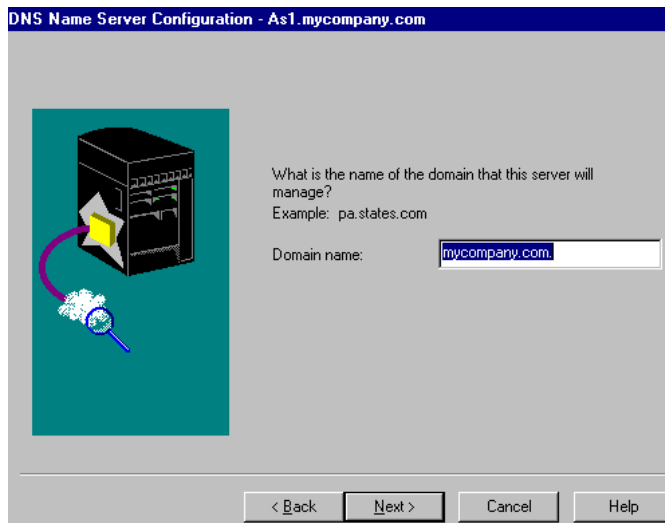 DNS Name Server Configuration - As1.mycompany.com
What is the name of the domain that this server will
manage?
Example: pa.states.com
Domain name: mycompany.com.
< Back Next > Cancel Help